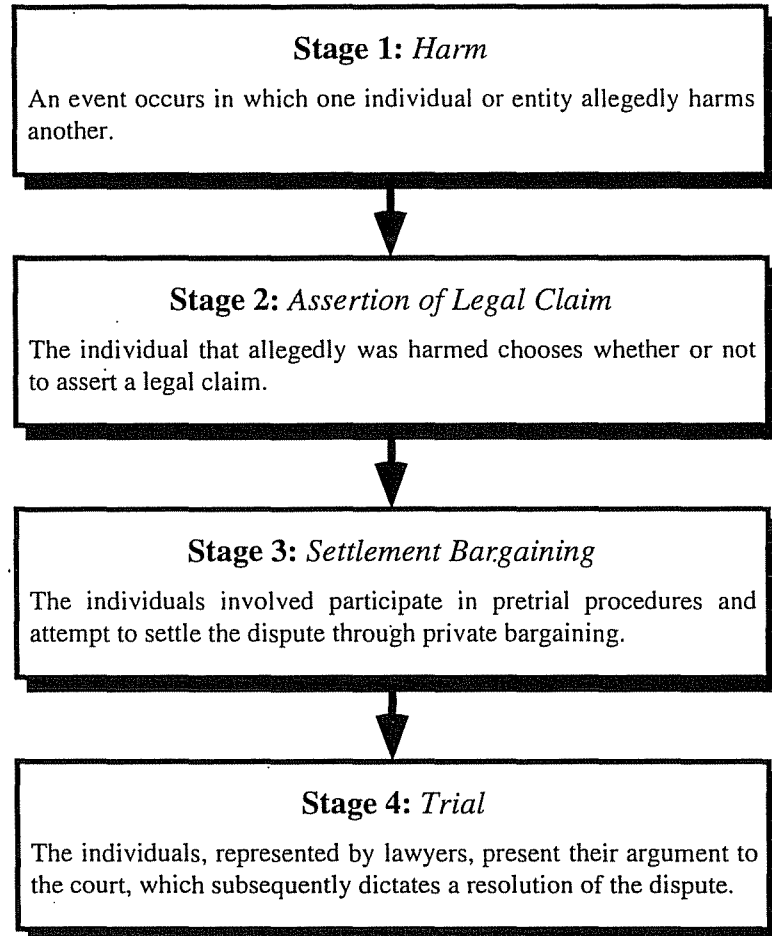 Stage 1: Harm
An event occurs in which one individual or entity allegedly harms
another.
Stage 2: Assertion of Legal Claim
The individual that allegedly was harmed chooses whether or not
to assert a legal claim.
Stage 3: Settlement Bargaining
The individuals involved participate in pretrial procedures and
attempt to settle the dispute through private bargaining.
Stage 4: Trial
The individuals, represented by lawyers, present their argument to
the court, which subsequently dictates a resolution of the dispute.